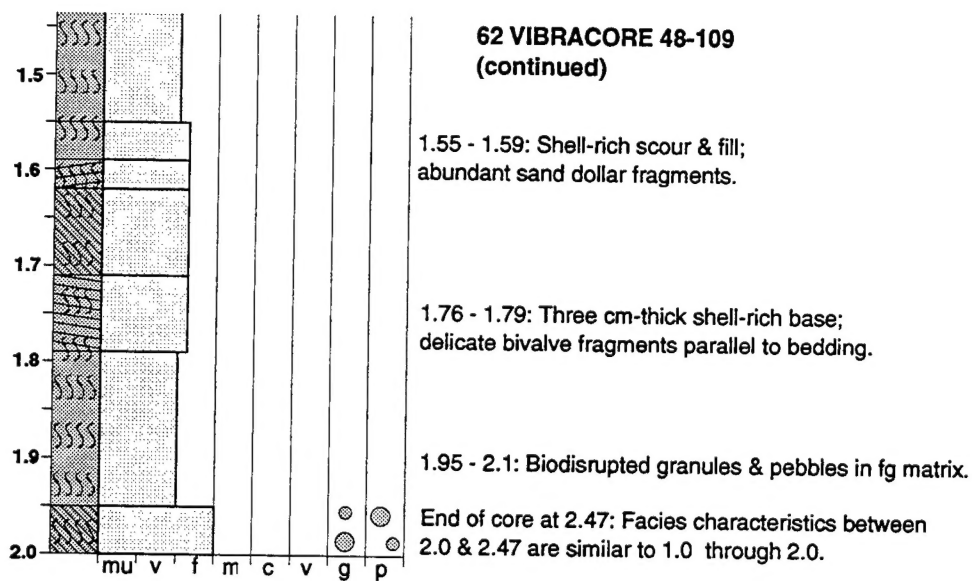 62 VIBRACORE 48-109
(continued)
1.5
1.55 - 1.59: Shell-rich scour & fill;
abundant sand dollar fragments.
1.6
1.7
1.76 - 1.79: Three cm-thick shell-rich base;
delicate bivalve fragments parallel to bedding.
1.8
1.9
1.95 - 2.1: Biodisrupted granules & pebbles in fg matrix.
End of core at 2.47: Facies characteristics between
2.0 & 2.47 are similar to 1.0 through 2.0.
2.0
mu v f m c v g p